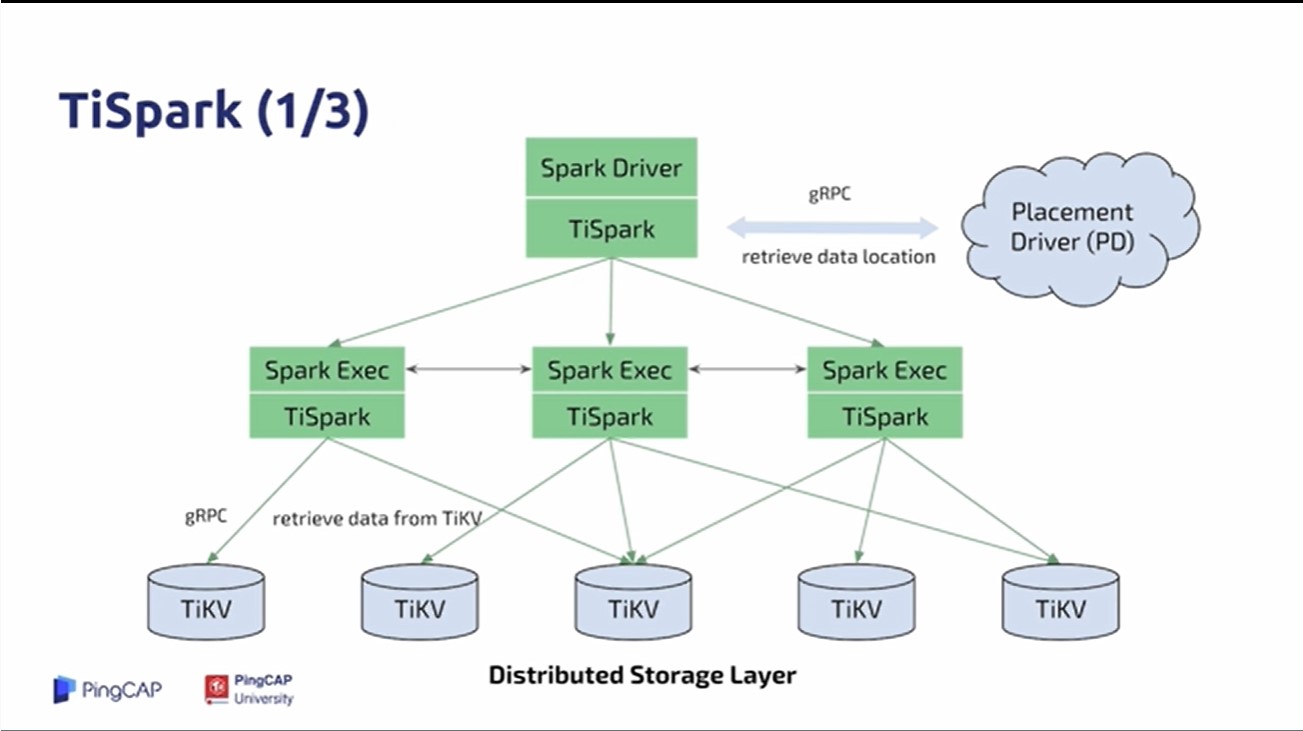 TiSpark (1/3)
Spark Driver
TiSpark
gRPC
retrieve data location
Placement
Driver (PD)
Spark Exec
TiSpark
Spark Exec
TiSpark
Spark Exec
TiSpark
gRPC
retrieve data from TiKV
TiKV
TiKV
TiKV
TiKV
TiKV
Distributed Storage Layer
PingCAP
PingCAP
University